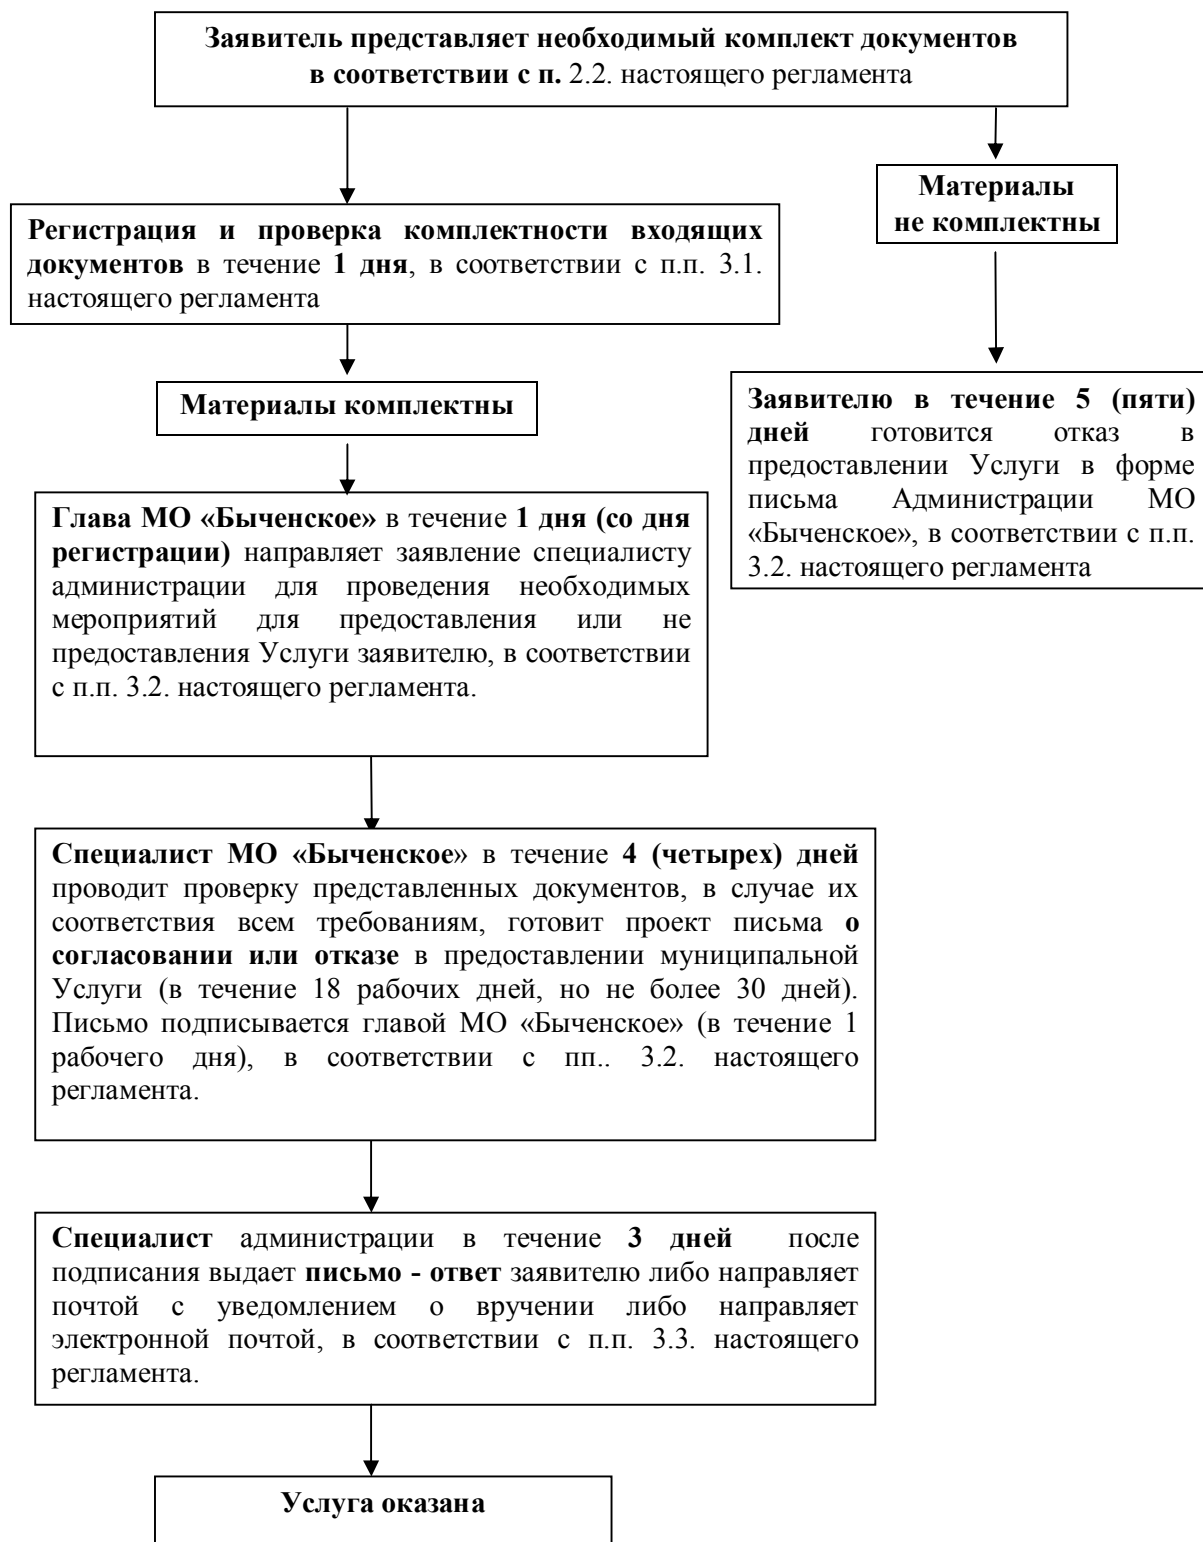 Заявитель представляет необходимый комплект документов
в соответствии с п. 2.2. настоящего регламента
Материалы
не комплектны
Регистрация и проверка комплектности входящих
документов в течение 1 дня, в соответствии с п.п. 3.1.
настоящего регламента
Материалы комплектны
Заявителю в течение 5 (пяти)
дней готовится отказ в
предоставлении Услуги в форме
письма Администрации МО
«Быченское», в соответствии с п.п.
3.2. настоящего регламента
Глава МО «Быченское» в течение 1 дня (со дня
регистрации) направляет заявление специалисту
администрации для проведения необходимых
мероприятий для предоставления или не
предоставления Услуги заявителю, в соответствии
с п.п. 3.2. настоящего регламента.
Специалист МО «Быченское» в течение 4 (четырех) дней
проводит проверку представленных документов, в случае их
соответствия всем требованиям, готовит проект письма о
согласовании или отказе в предоставлении муниципальной
Услуги (в течение 18 рабочих дней, но не более 30 дней).
Письмо подписывается главой МО «Быченское» (в течение 1
рабочего дня), в соответствии с пп.. 3.2. настоящего
регламента.
Специалист администрации в течение 3 дней после
подписания выдает письмо - ответ заявителю либо направляет
почтой с уведомлением о вручении либо направляет
электронной почтой, в соответствии с п.п. 3.3. настоящего
регламента.
Услуга оказана